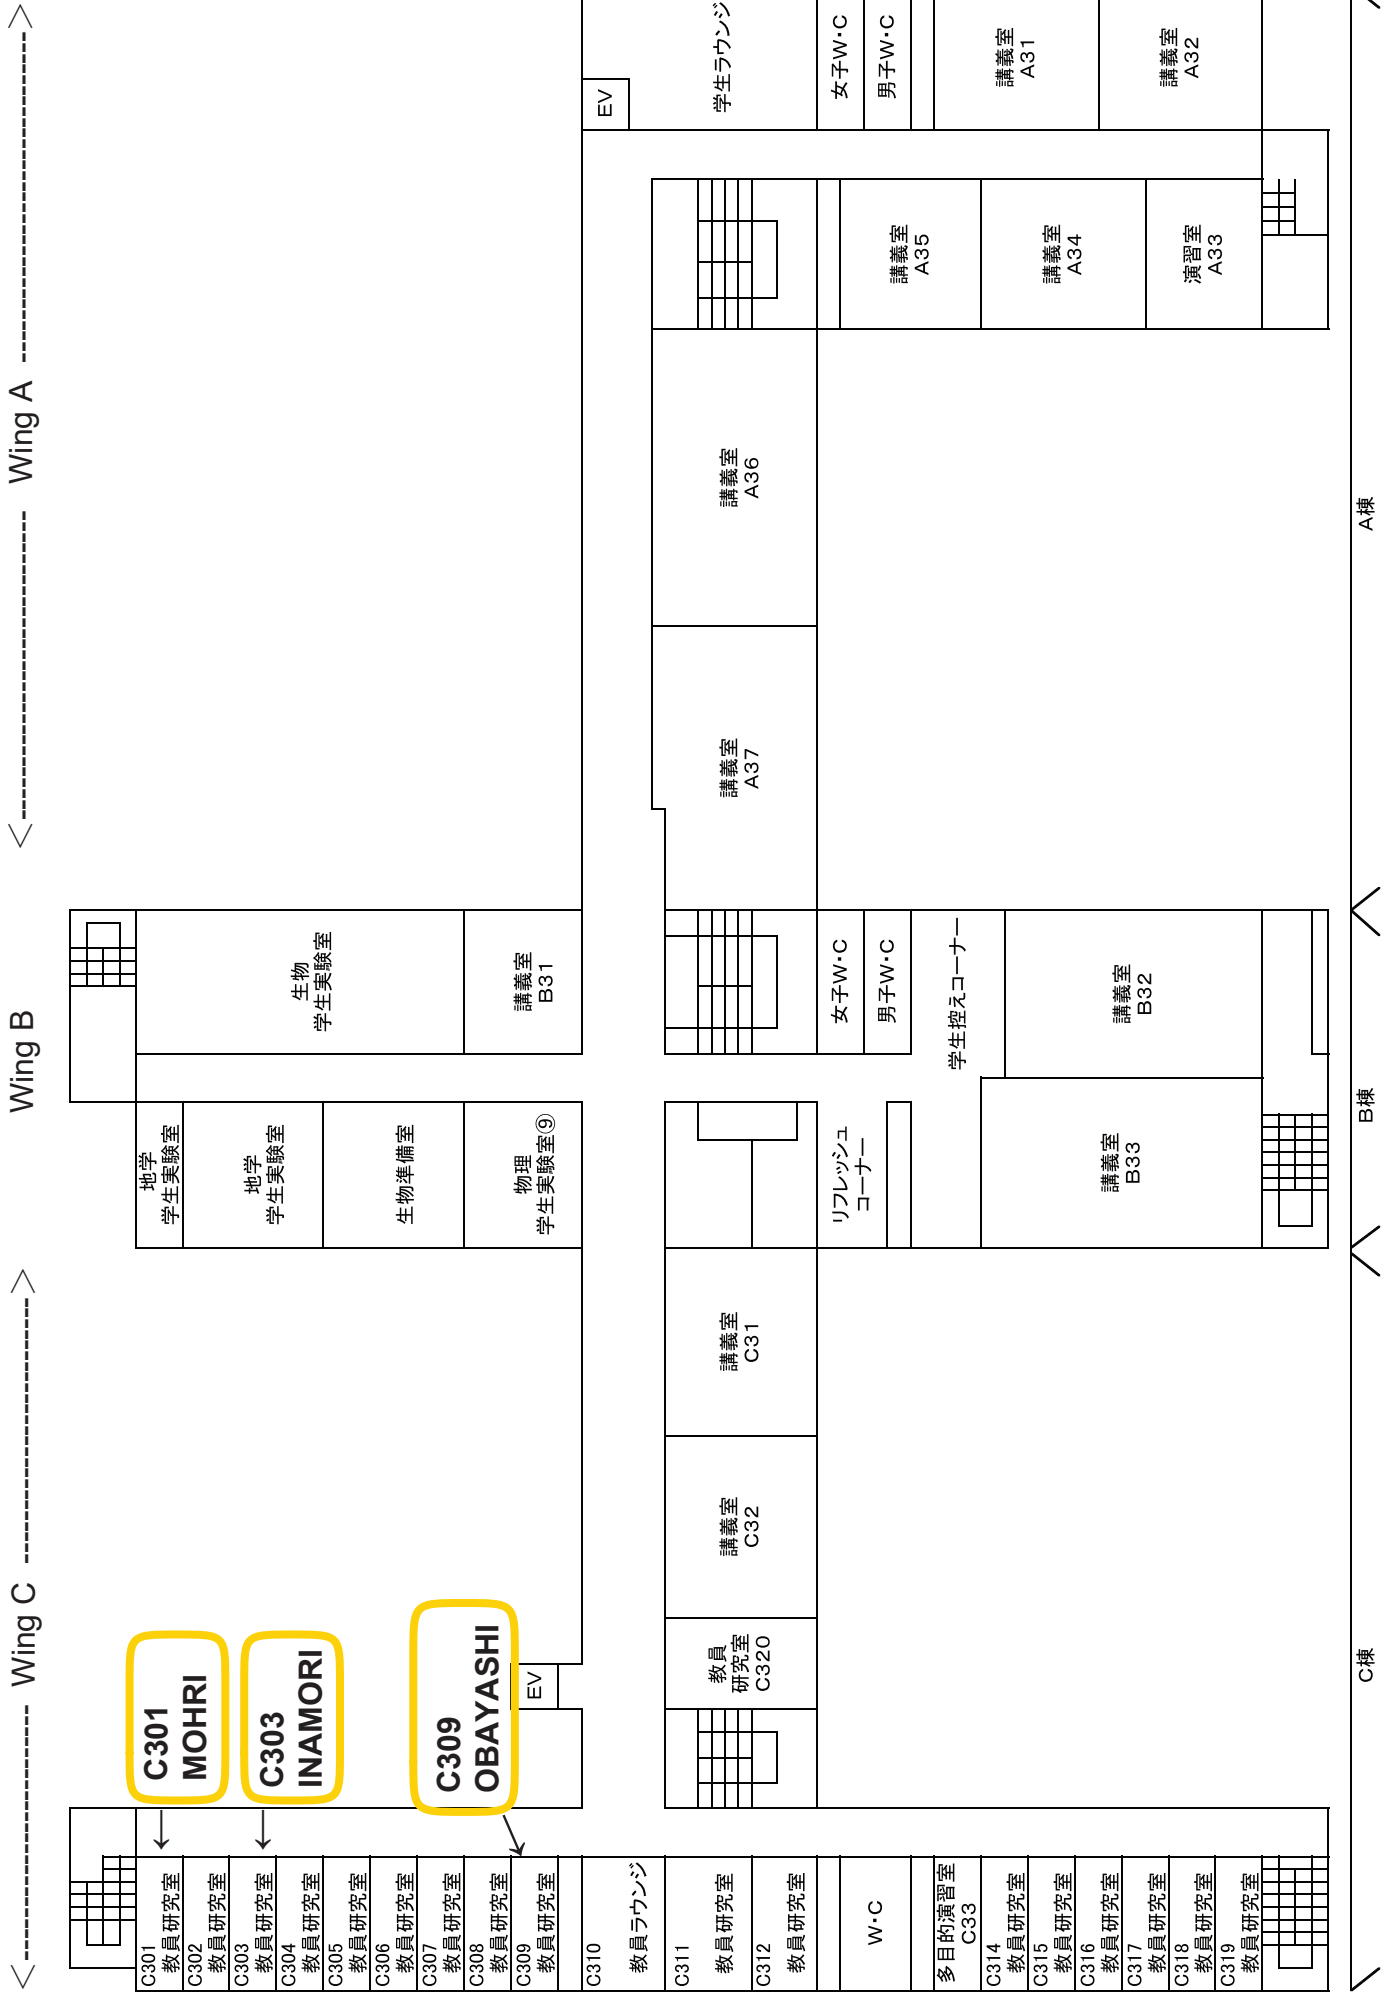 Wing C
Wing B
Wing A
C301
MOHRI
C303
INAMORI
C309
OBAYASHI
C301
教員研究室
C302
教員研究室
C303
教員研究室
C304
教員研究室
C305
教員研究室
C306
教員研究室
C307
教員研究室
C308
教員研究室
C309
教員研究室
C310
教員ラウンジ
C311
教員研究室
C312
教員研究室
W・C
多目的演習室
C33
C314
教員研究室
C315
教員研究室
C316
教員研究室
C317
教員研究室
C318
教員研究室
C319
教員研究室
EV
教員
研究室
C320
講義室
C32
講義室
C31
地学
学生実験室
地学
学生実験室
生物準備室
物理
学生実験室⑨
リフレッシュ
コーナー
講義室
B33
生物
学生実験室
講義室
B31
女子W・C
男子W・C
学生控えコーナー
講義室
B32
講義室
A37
講義室
A36
講義室
A35
講義室
A34
演習室
A33
EV
学生ラウンジ
女子W・C
男子W・C
講義室
A31
講義室
A32
C棟
B棟
A棟